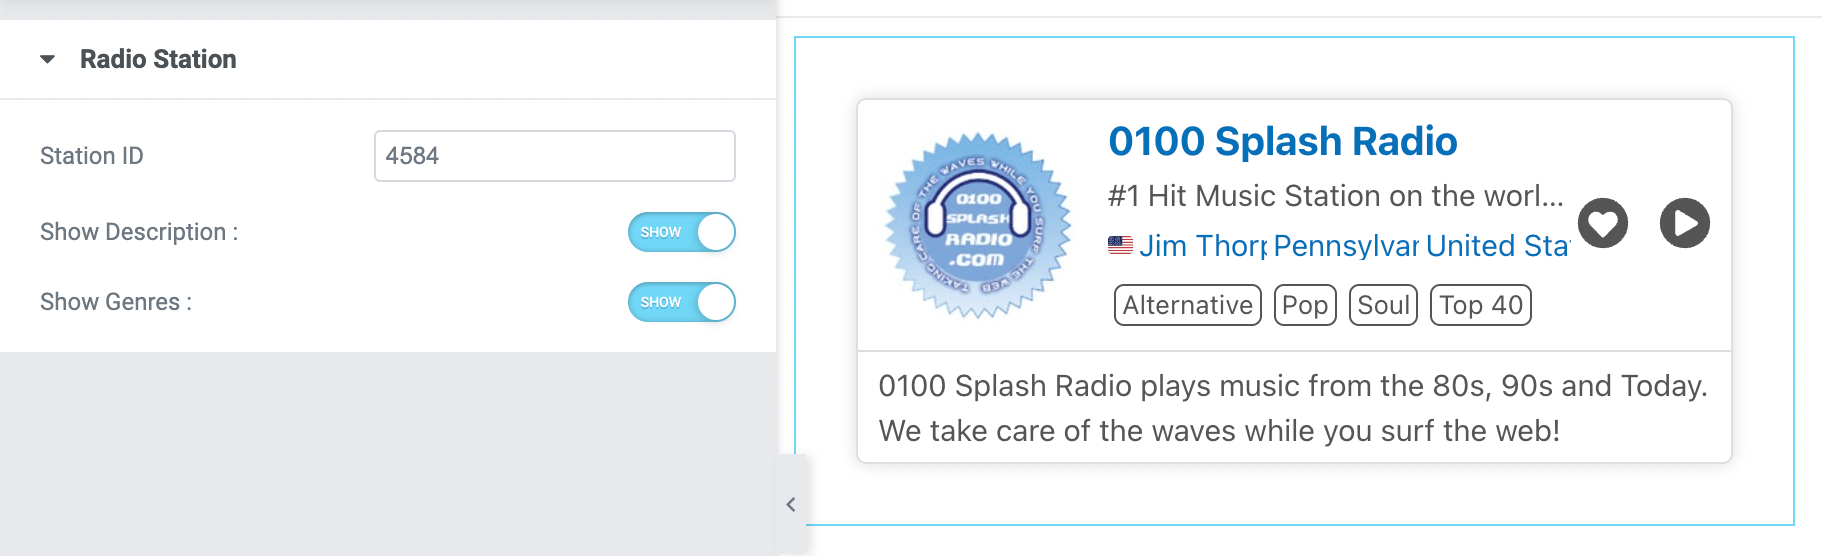 Radio Station
Station ID
4584
Show Description :
SHOW
Show Genres :
SHOW
TAKING CARE OF THE WAVES WHILE YOU SURF THE WEB
0100
SPLASH
RADIO
.COM
0100 Splash Radio
#1 Hit Music Station on the worl...
Jim Thorp Pennsylvar United Sta
Alternative Pop Soul Top 40
0100 Splash Radio plays music from the 80s, 90s and Today.
We take care of the waves while you surf the web!